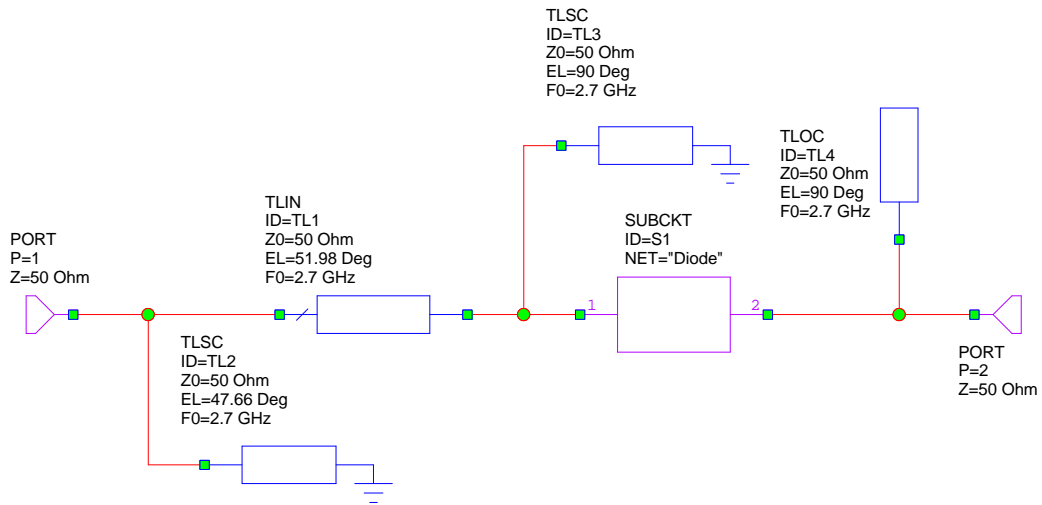 TLSC
ID=TL3
Z0=50 Ohm
EL=90 Deg
F0=2.7 GHz
TLOC
ID=TL4
Z0=50 Ohm
EL=90 Deg
F0=2.7 GHz
TLIN
ID=TL1
Z0=50 Ohm
EL=51.98 Deg
F0=2.7 GHz
SUBCKT
ID=S1
NET="Diode"
PORT
P=1
Z=50 Ohm
1
2
TLSC
ID=TL2
Z0=50 Ohm
EL=47.66 Deg
F0=2.7 GHz
PORT
P=2
Z=50 Ohm